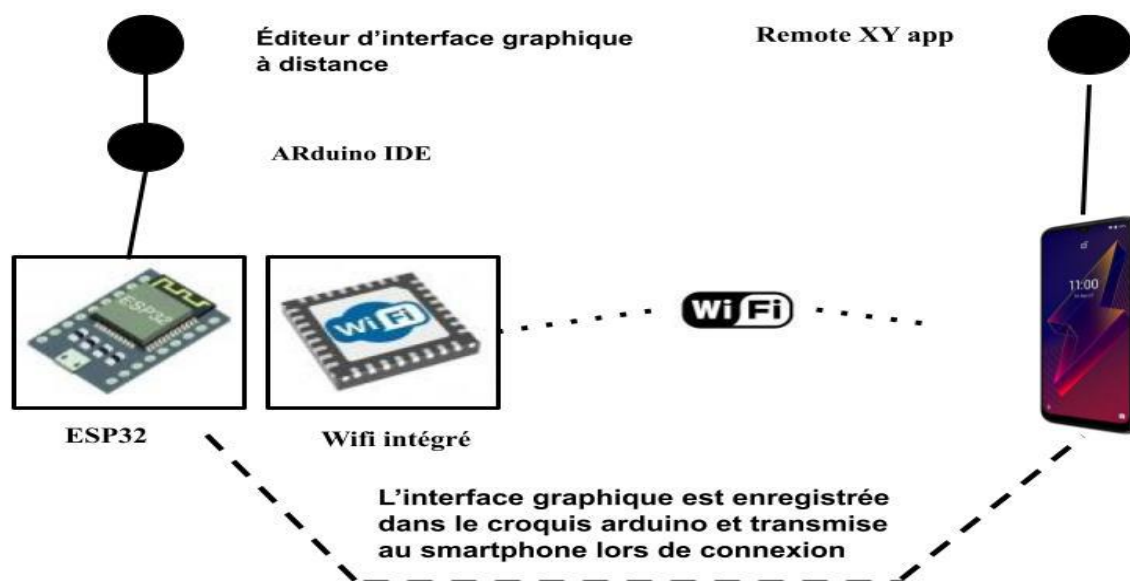 Éditeur d'interface graphique
à distance
Remote XY app
ARduino IDE
ESP32
WiFi
WiFi
11:00
ESP32
Wifi intégré
L'interface graphique est enregistrée
dans le croquis arduino et transmise
au smartphone lors de connexion